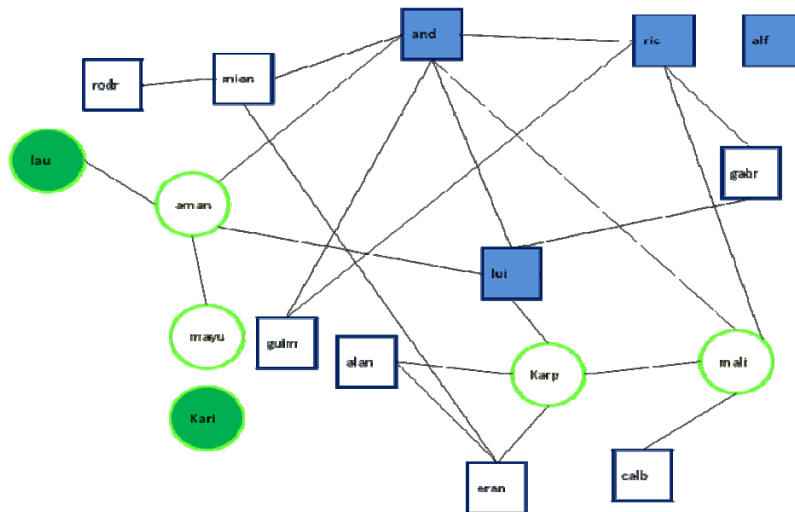 and
ric
alf
rodr
mion
lau
aman
gabr
lui
mayu
guim
alan
Karp
mali
Kari
eran
calb